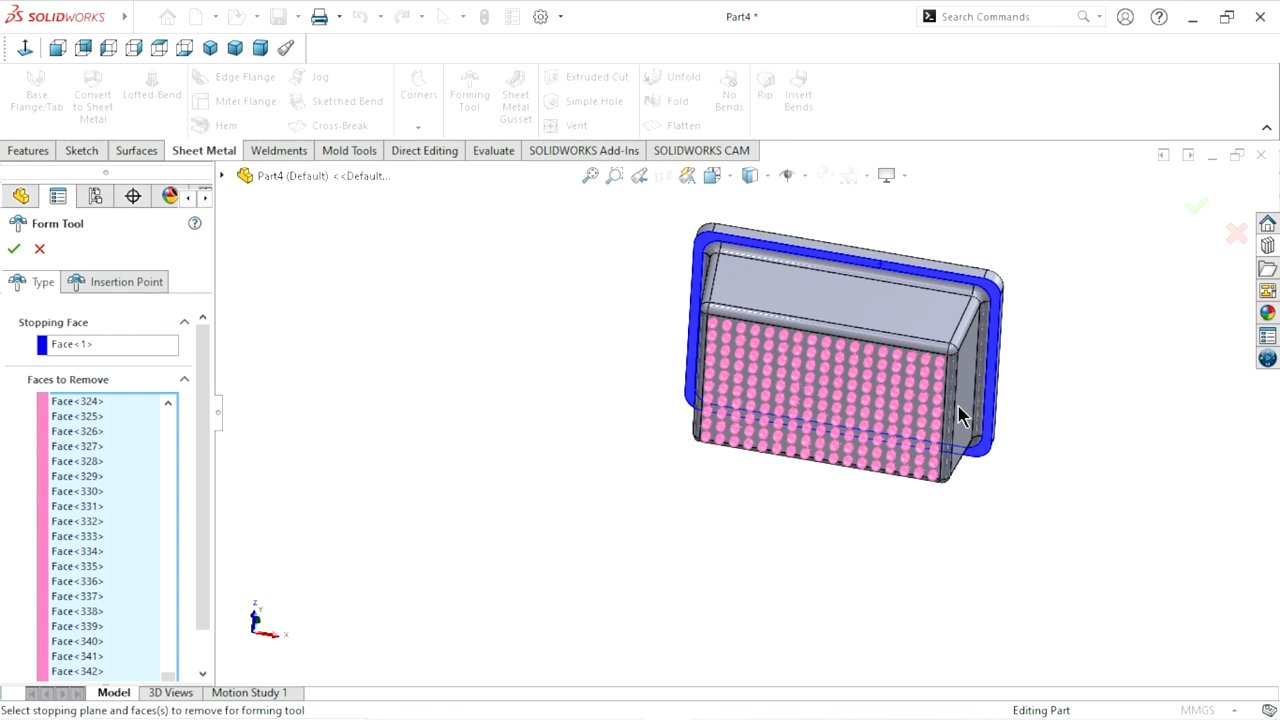 SOLIDWORKS
Part4 *
Search Commands
Base Flange/Tab
Convert to Sheet Metal
Lofted-Bend
Edge Flange
Miter Flange
Hem
Jog
Sketched Bend
Cross-Break
Corners
Forming Tool
Sheet Metal Gusset
Extruded Cut
Simple Hole
Vent
Unfold
Fold
Flatten
No Bends
Rip
Insert Bends
Features
Sketch
Surfaces
Sheet Metal
Weldments
Mold Tools
Direct Editing
Evaluate
SOLIDWORKS Add-Ins
SOLIDWORKS CAM
Part4 (Default) <<Default...
Form Tool
Type
Insertion Point
Stopping Face
Face<1>
Faces to Remove
Face<324>
Face<325>
Face<326>
Face<327>
Face<328>
Face<329>
Face<330>
Face<331>
Face<332>
Face<333>
Face<334>
Face<335>
Face<336>
Face<337>
Face<338>
Face<339>
Face<340>
Face<341>
Face<342>
Z
Y
X
Model
3D Views
Motion Study 1
Select stopping plane and faces(s) to remove for forming tool
Editing Part
MMGS